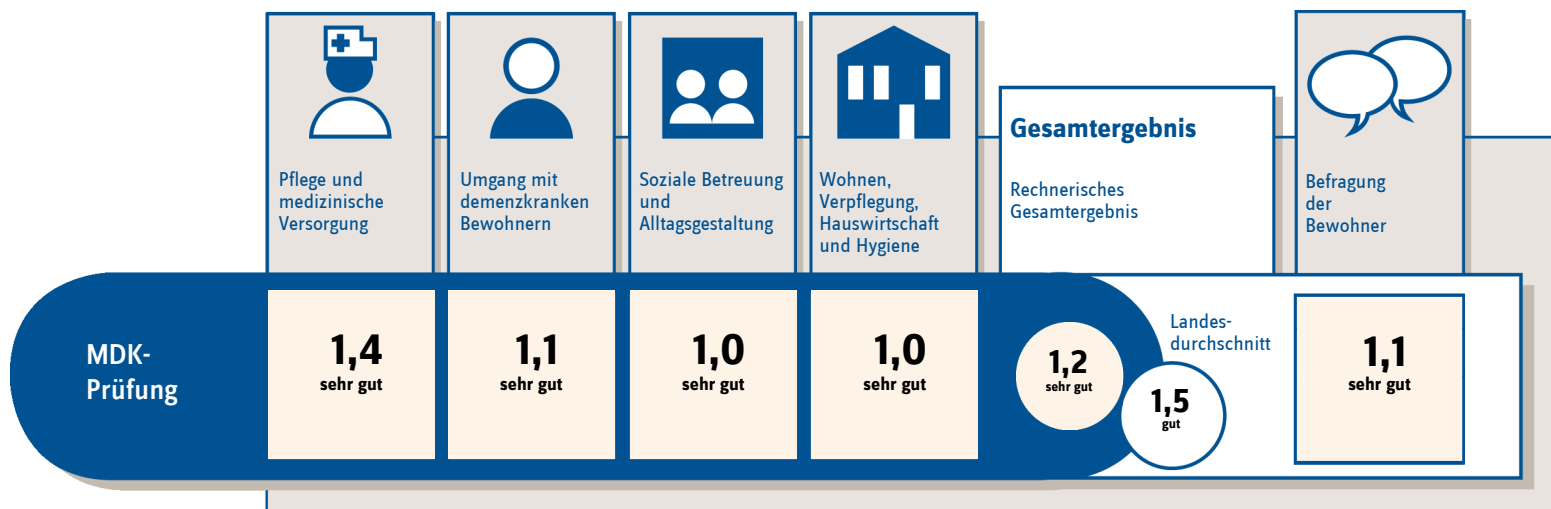 Pflege und
medizinische
Versorgung
Umgang mit
demenzkranken
Bewohnern
Soziale Betreuung
und
Alltagsgestaltung
Wohnen,
Verpflegung,
Hauswirtschaft
und Hygiene
Gesamtergebnis
Rechnerisches
Gesamtergebnis
Befragung
der
Bewohner
MDK-
Prüfung
1,4
sehr gut
1,1
sehr gut
1,0
sehr gut
1,0
sehr gut
1,2
sehr gut
Landes-
durchschnitt
1,5
gut
1,1
sehr gut